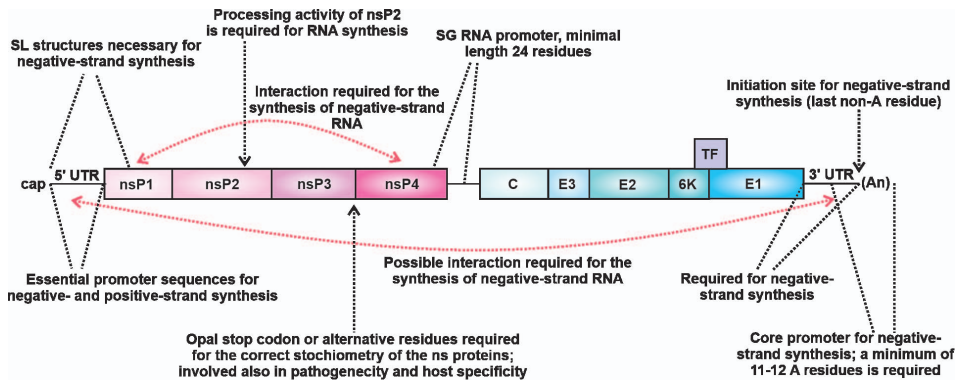 Processing activity of nsP2
is required for RNA synthesis
SL structures necessary for
negative-strand synthesis
SG RNA promoter, minimal
length 24 residues
Initiation site for negative-strand
synthesis (last non-A residue)
Interaction required for the
synthesis of negative-strand
RNA
TF
cap
5' UTR
nsP1
nsP2
nsP3
nsP4
C
E3
E2
6K
E1
3' UTR
(An)
Possible interaction required for the
synthesis of negative-strand RNA
Essential promoter sequences for
negative- and positive-strand synthesis
Required for negative-
strand synthesis
Opal stop codon or alternative residues required
for the correct stochiometry of the ns proteins;
involved also in pathogenecity and host specificity
Core promoter for negative-
strand synthesis; a minimum of
11-12 A residues is required